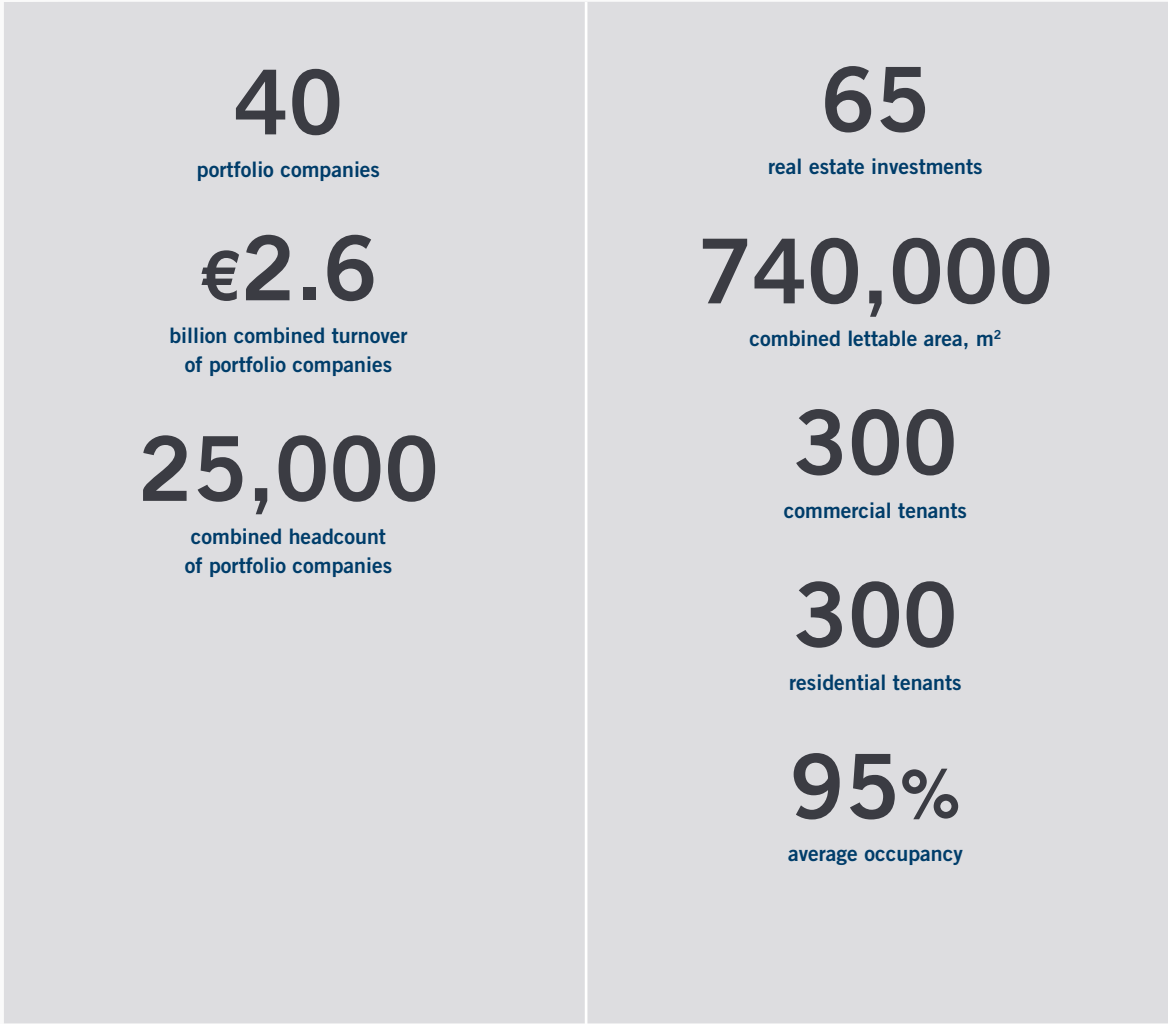 40
portfolio companies
€2.6
billion combined turnover
of portfolio companies
25,000
combined headcount
of portfolio companies
65
real estate investments
740,000
combined lettable area, m²
300
commercial tenants
300
residential tenants
95%
average occupancy